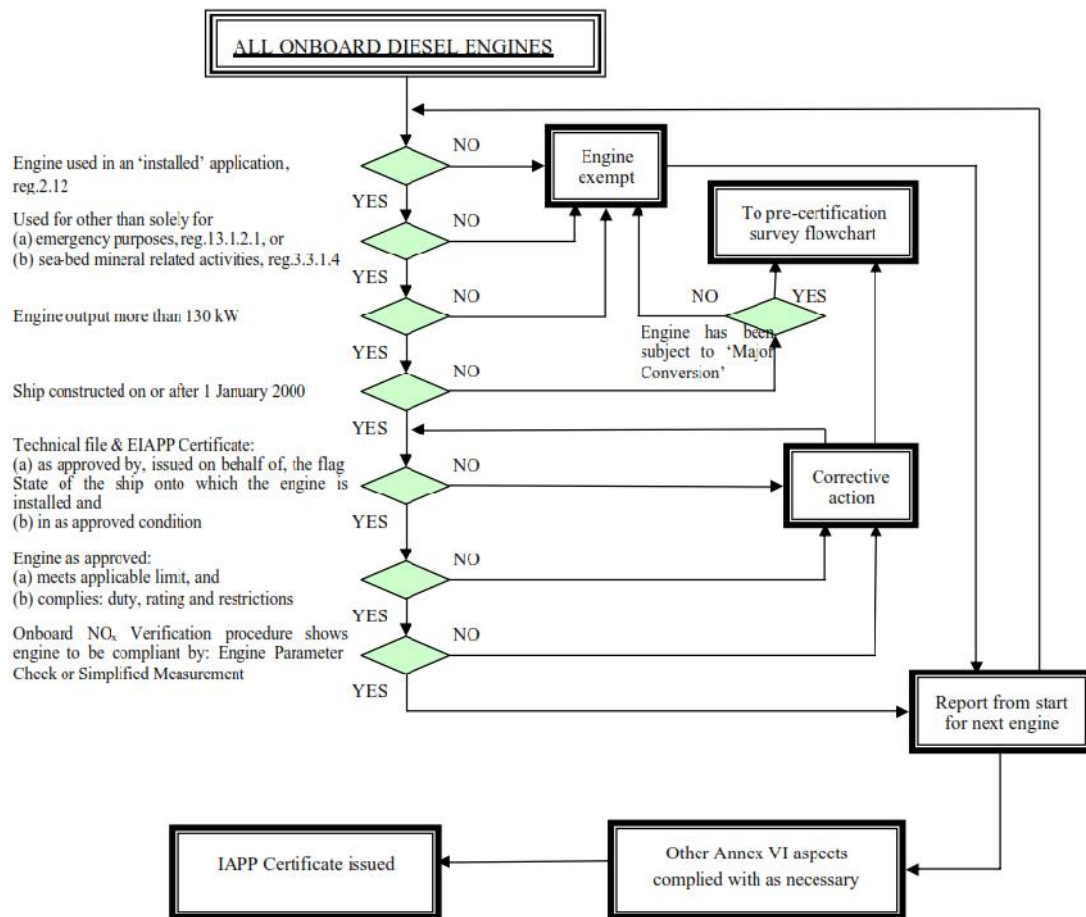 ALL ONBOARD DIESEL ENGINES
NO
Engine used in an ‘installed’ application,
reg.2.12
Engine
exempt
YES
Used for other than solely for
(a) emergency purposes, reg.13.1.2.1, or
(b) sea-bed mineral related activities, reg.3.3.1.4
NO
To pre-certification
survey flowchart
YES
Engine output more than 130 kW
NO
NO
YES
Engine has been
subject to ‘Major
Conversion’
YES
Ship constructed on or after 1 January 2000
NO
YES
Technical file & EIAPP Certificate:
(a) as approved by, issued on behalf of, the flag
State of the ship onto which the engine is
installed and
(b) in as approved condition
NO
Corrective
action
YES
Engine as approved:
(a) meets applicable limit, and
(b) complies: duty, rating and restrictions
NO
YES
Onboard NOₓ Verification procedure shows
engine to be compliant by: Engine Parameter
Check or Simplified Measurement
NO
YES
Report from start
for next engine
IAPP Certificate issued
Other Annex VI aspects
complied with as necessary